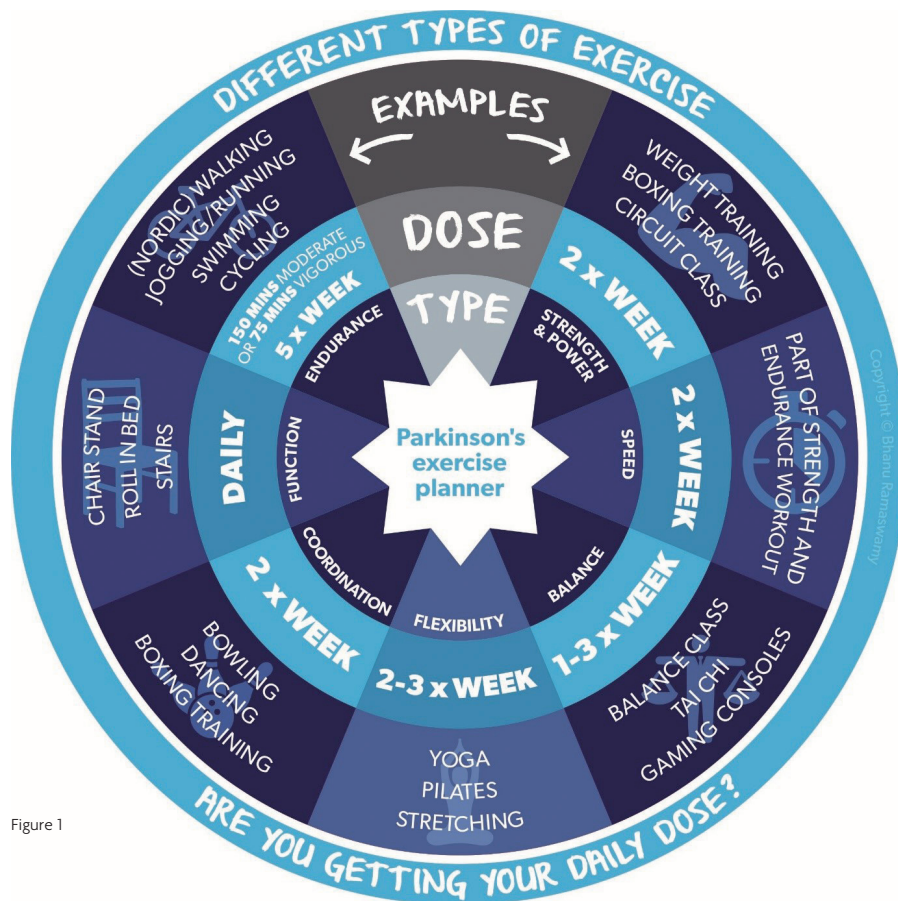 DIFFERENT TYPES OF EXERCISE
EXAMPLES
DOSE
TYPE
WEIGHT TRAINING
BOXING TRAINING
CIRCUIT CLASS
2 x WEEK
STRENGTH
& POWER
PART OF STRENGTH AND
ENDURANCE WORKOUT
2 x WEEK
SPEED
BALANCE CLASS
TAI CHI
GAMING CONSOLES
1-3 x WEEK
BALANCE
FLEXIBILITY
2-3 x WEEK
YOGA
PILATES
STRETCHING
COORDINATION
2 x WEEK
BOWLING
DANCING
BOXING TRAINING
FUNCTION
DAILY
CHAIR STAND
ROLL IN BED
STAIRS
(NORDIC) WALKING
JOGGING/RUNNING
SWIMMING
CYCLING
150 MINS MODERATE
OR 75 MINS VIGOROUS
5 x WEEK
ENDURANCE
Parkinson's
exercise
planner
ARE YOU GETTING YOUR DAILY DOSE?
Copyright © Bhanu Ramaswamy
Figure 1